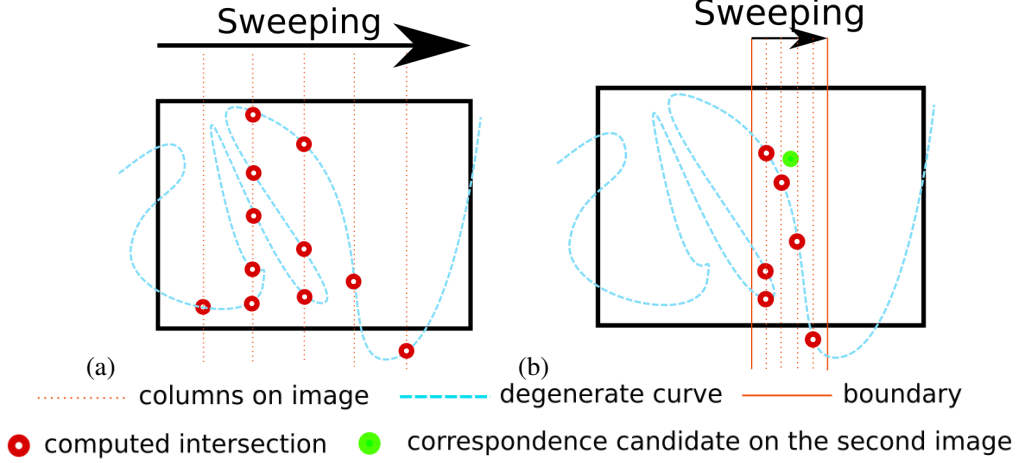 Sweeping
Sweeping
(a)
(b)
columns on image
degenerate curve
boundary
computed intersection
correspondence candidate on the second image